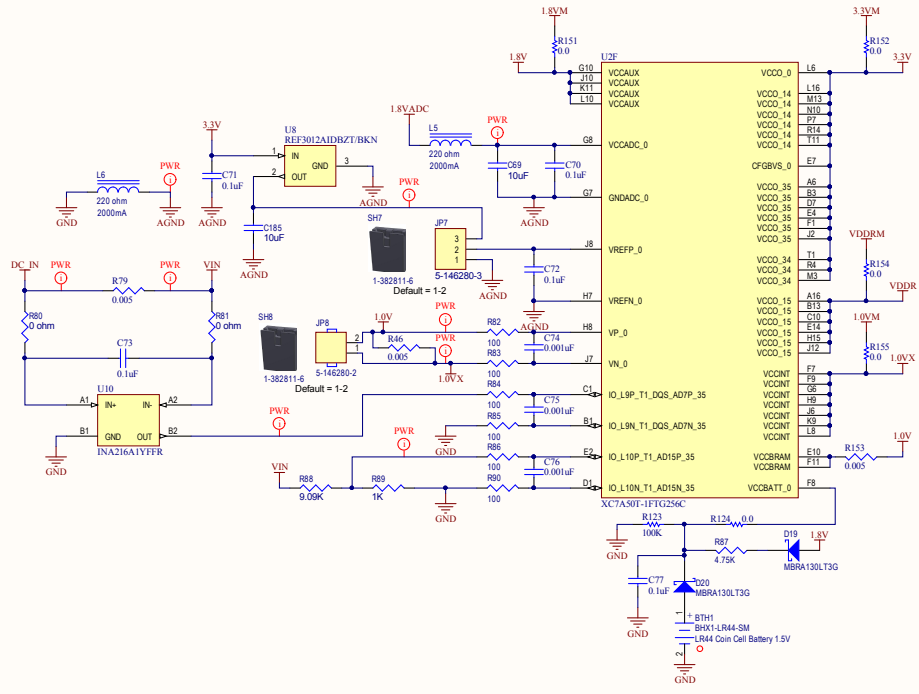 1.8VM
R151
0.0
1.8V
3.3VM
R152
0.0
3.3V
U2F
G10 VCCAUX
J10 VCCAUX
K11 VCCAUX
L10 VCCAUX
VCCO_0 L6
VCCO_14 L16
VCCO_14 M13
VCCO_14 N10
VCCO_14 P7
VCCO_14 R14
VCCO_14 T11
CFGBVS_0 E7
VCCO_35 A6
VCCO_35 B3
VCCO_35 D7
VCCO_35 E4
VCCO_35 F1
VCCO_35 J2
VCCO_34 T1
VCCO_34 R4
VCCO_34 M3
VCCO_15 A16
VCCO_15 B13
VCCO_15 C10
VCCO_15 E14
VCCO_15 H15
VCCO_15 J12
VCCINT F7
VCCINT F9
VCCINT G6
VCCINT H9
VCCINT J6
VCCINT K9
VCCINT L8
VCCBRAM E10
VCCBRAM F11
VCCBATT_0 F8
G8 VCCADC_0
G7 GNDADC_0
J8 VREFP_0
H7 VREFN_0
H8 VP_0
J7 VN_0
C1 IO_L9P_T1_DQS_AD7P_35
B1 IO_L9N_T1_DQS_AD7N_35
E2 IO_L10P_T1_AD15P_35
D1 IO_L10N_T1_AD15N_35
XC7A50T-1FTG256C
VDDRM
R154
0.0
VDDR
1.0VM
R155
0.0
1.0VX
1.0V
R153
0.005
1.8VADC
L5
220 ohm
2000mA
PWR
i
C69
10uF
C70
0.1uF
AGND
3.3V
U8
REF3012AIDBZT/BKN
1 IN
2 OUT
GND 3
AGND
C71
0.1uF
AGND
C185
10uF
AGND
PWR
i
L6
220 ohm
2000mA
GND
PWR
i
AGND
SH7
1-382811-6
JP7
3
2
1
5-146280-3
Default = 1-2
AGND
C72
0.1uF
AGND
DC_IN
PWR
i
R79
0.005
PWR
i
VIN
R80
0 ohm
R81
0 ohm
C73
0.1uF
U10
A1 IN+
IN- A2
B1 GND
OUT B2
INA216A1YFFR
GND
SH8
1-382811-6
JP8
2
1
5-146280-2
Default = 1-2
1.0V
R46
0.005
PWR
i
PWR
i
1.0VX
R82
100
C74
0.001uF
R83
100
R84
100
C75
0.001uF
R85
100
GND
PWR
i
PWR
i
R86
100
C76
0.001uF
R90
100
VIN
R88
9.09K
R89
1K
GND
R123
100K
GND
R124 0.0
R87
4.75K
D19
MBRA130LT3G
1.8V
C77
0.1uF
GND
D20
MBRA130LT3G
1
+ BTH1
BHX1-LR44-SM
LR44 Coin Cell Battery 1.5V
2
GND